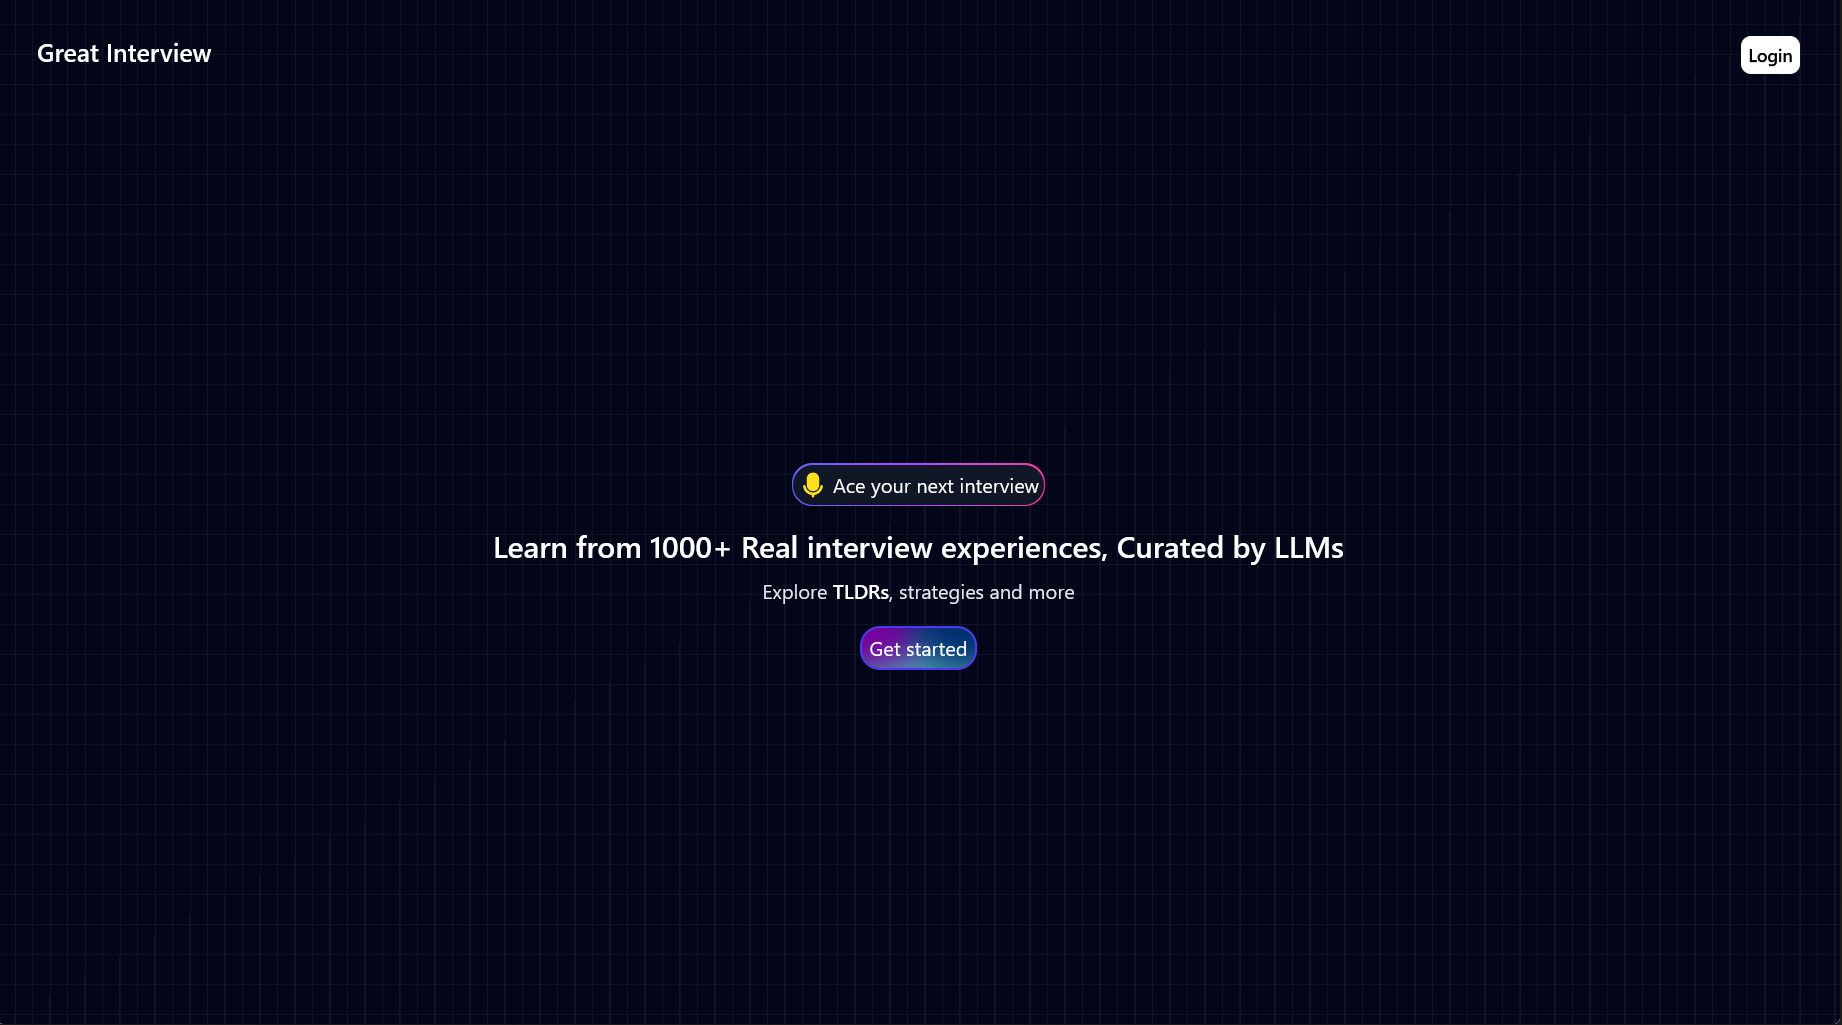 Great Interview
Login
Ace your next interview
Learn from 1000+ Real interview experiences, Curated by LLMs
Explore TLDRs, strategies and more
Get started